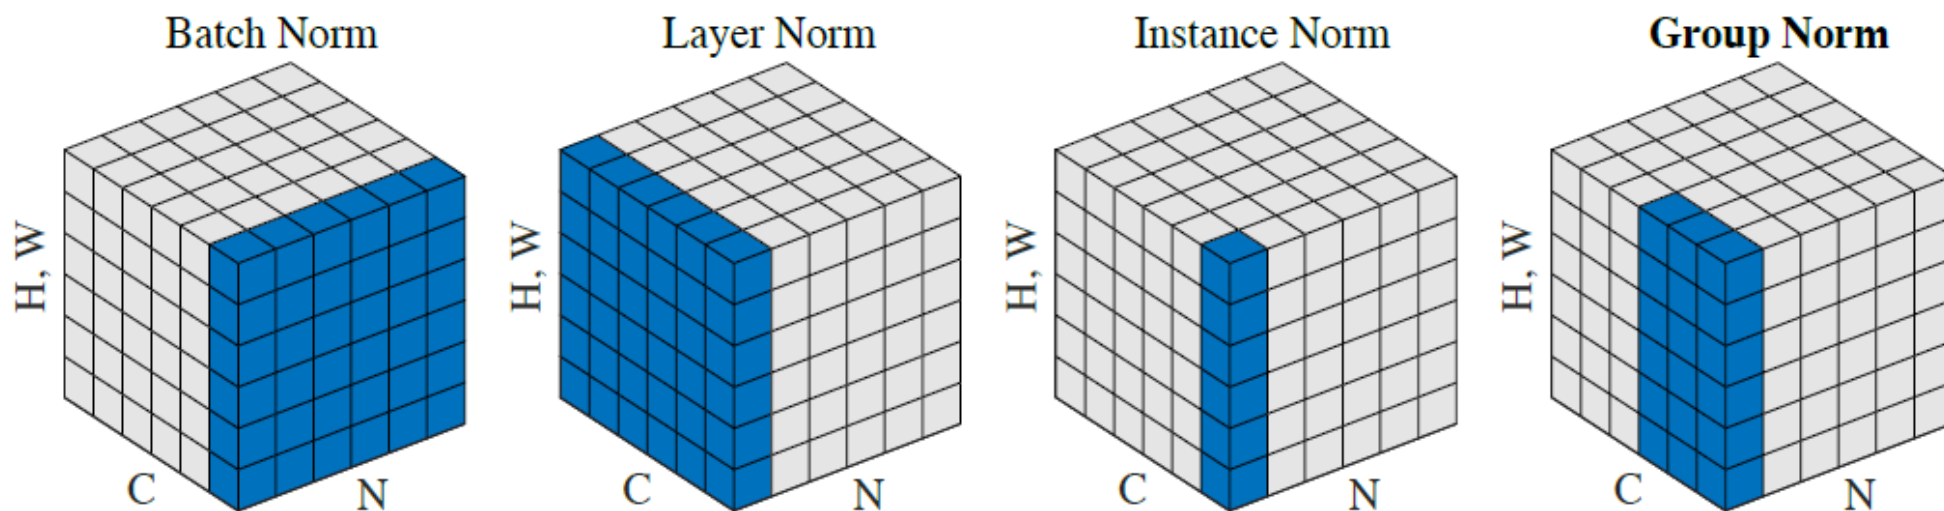 Batch Norm
Layer Norm
Instance Norm
Group Norm
H, W
C
N
H, W
C
N
H, W
C
N
H, W
C
N